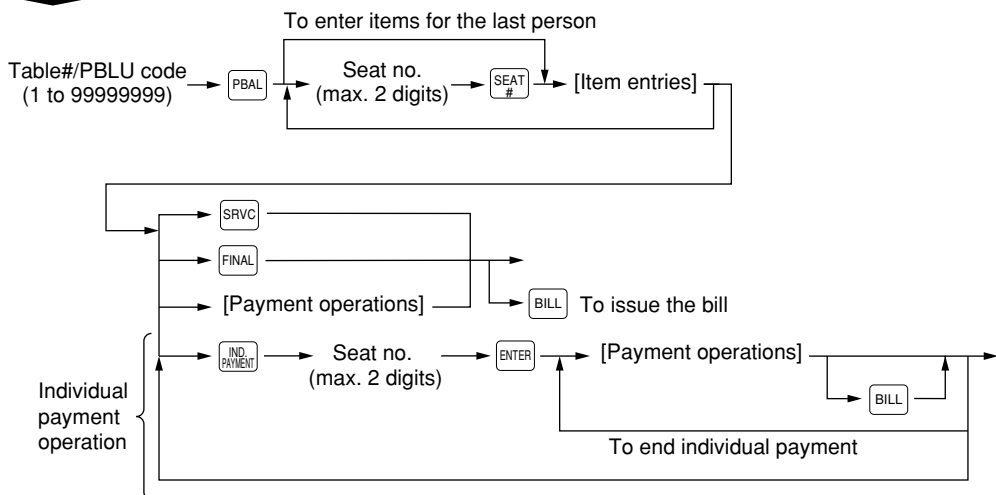 To enter items for the last person
Table#/PBLU code
(1 to 99999999)
PBAL
Seat no.
(max. 2 digits)
SEAT
#
[Item entries]
SRVC
FINAL
[Payment operations]
BILL
To issue the bill
Individual
payment
operation
IND.
PAYMENT
Seat no.
(max. 2 digits)
ENTER
[Payment operations]
BILL
To end individual payment